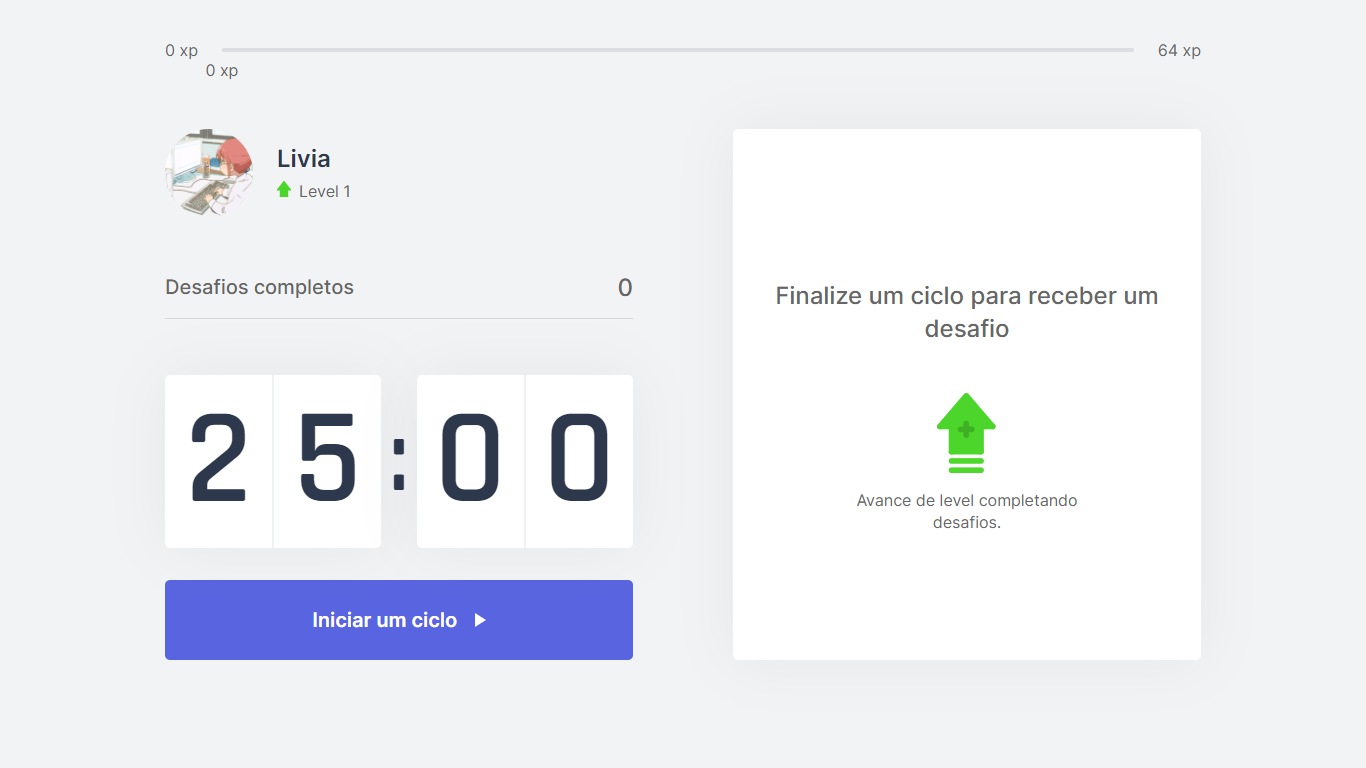 0 xp
64 xp
0 xp
Livia
Level 1
Desafios completos
0
25:00
Iniciar um ciclo
Finalize um ciclo para receber um
desafio
Avance de level completando
desafios.